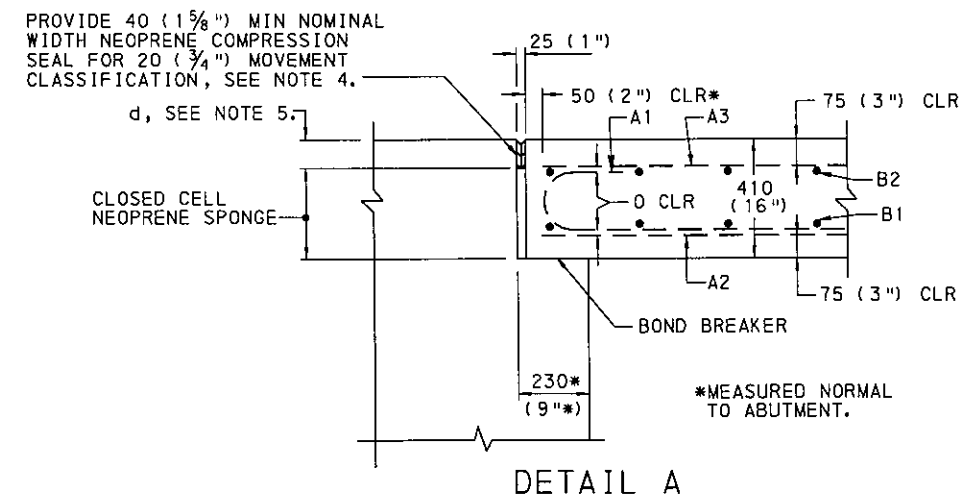 PROVIDE 40 (1 5/8") MIN NOMINAL
WIDTH NEOPRENE COMPRESSION
SEAL FOR 20 (3/4") MOVEMENT
CLASSIFICATION, SEE NOTE 4.
25 (1")
d, SEE NOTE 5.
50 (2") CLR*
75 (3") CLR
A1
A3
CLOSED CELL
NEOPRENE SPONGE
0 CLR
410
(16")
B2
B1
A2
75 (3") CLR
BOND BREAKER
230*
(9"*)
*MEASURED NORMAL
TO ABUTMENT.
DETAIL A